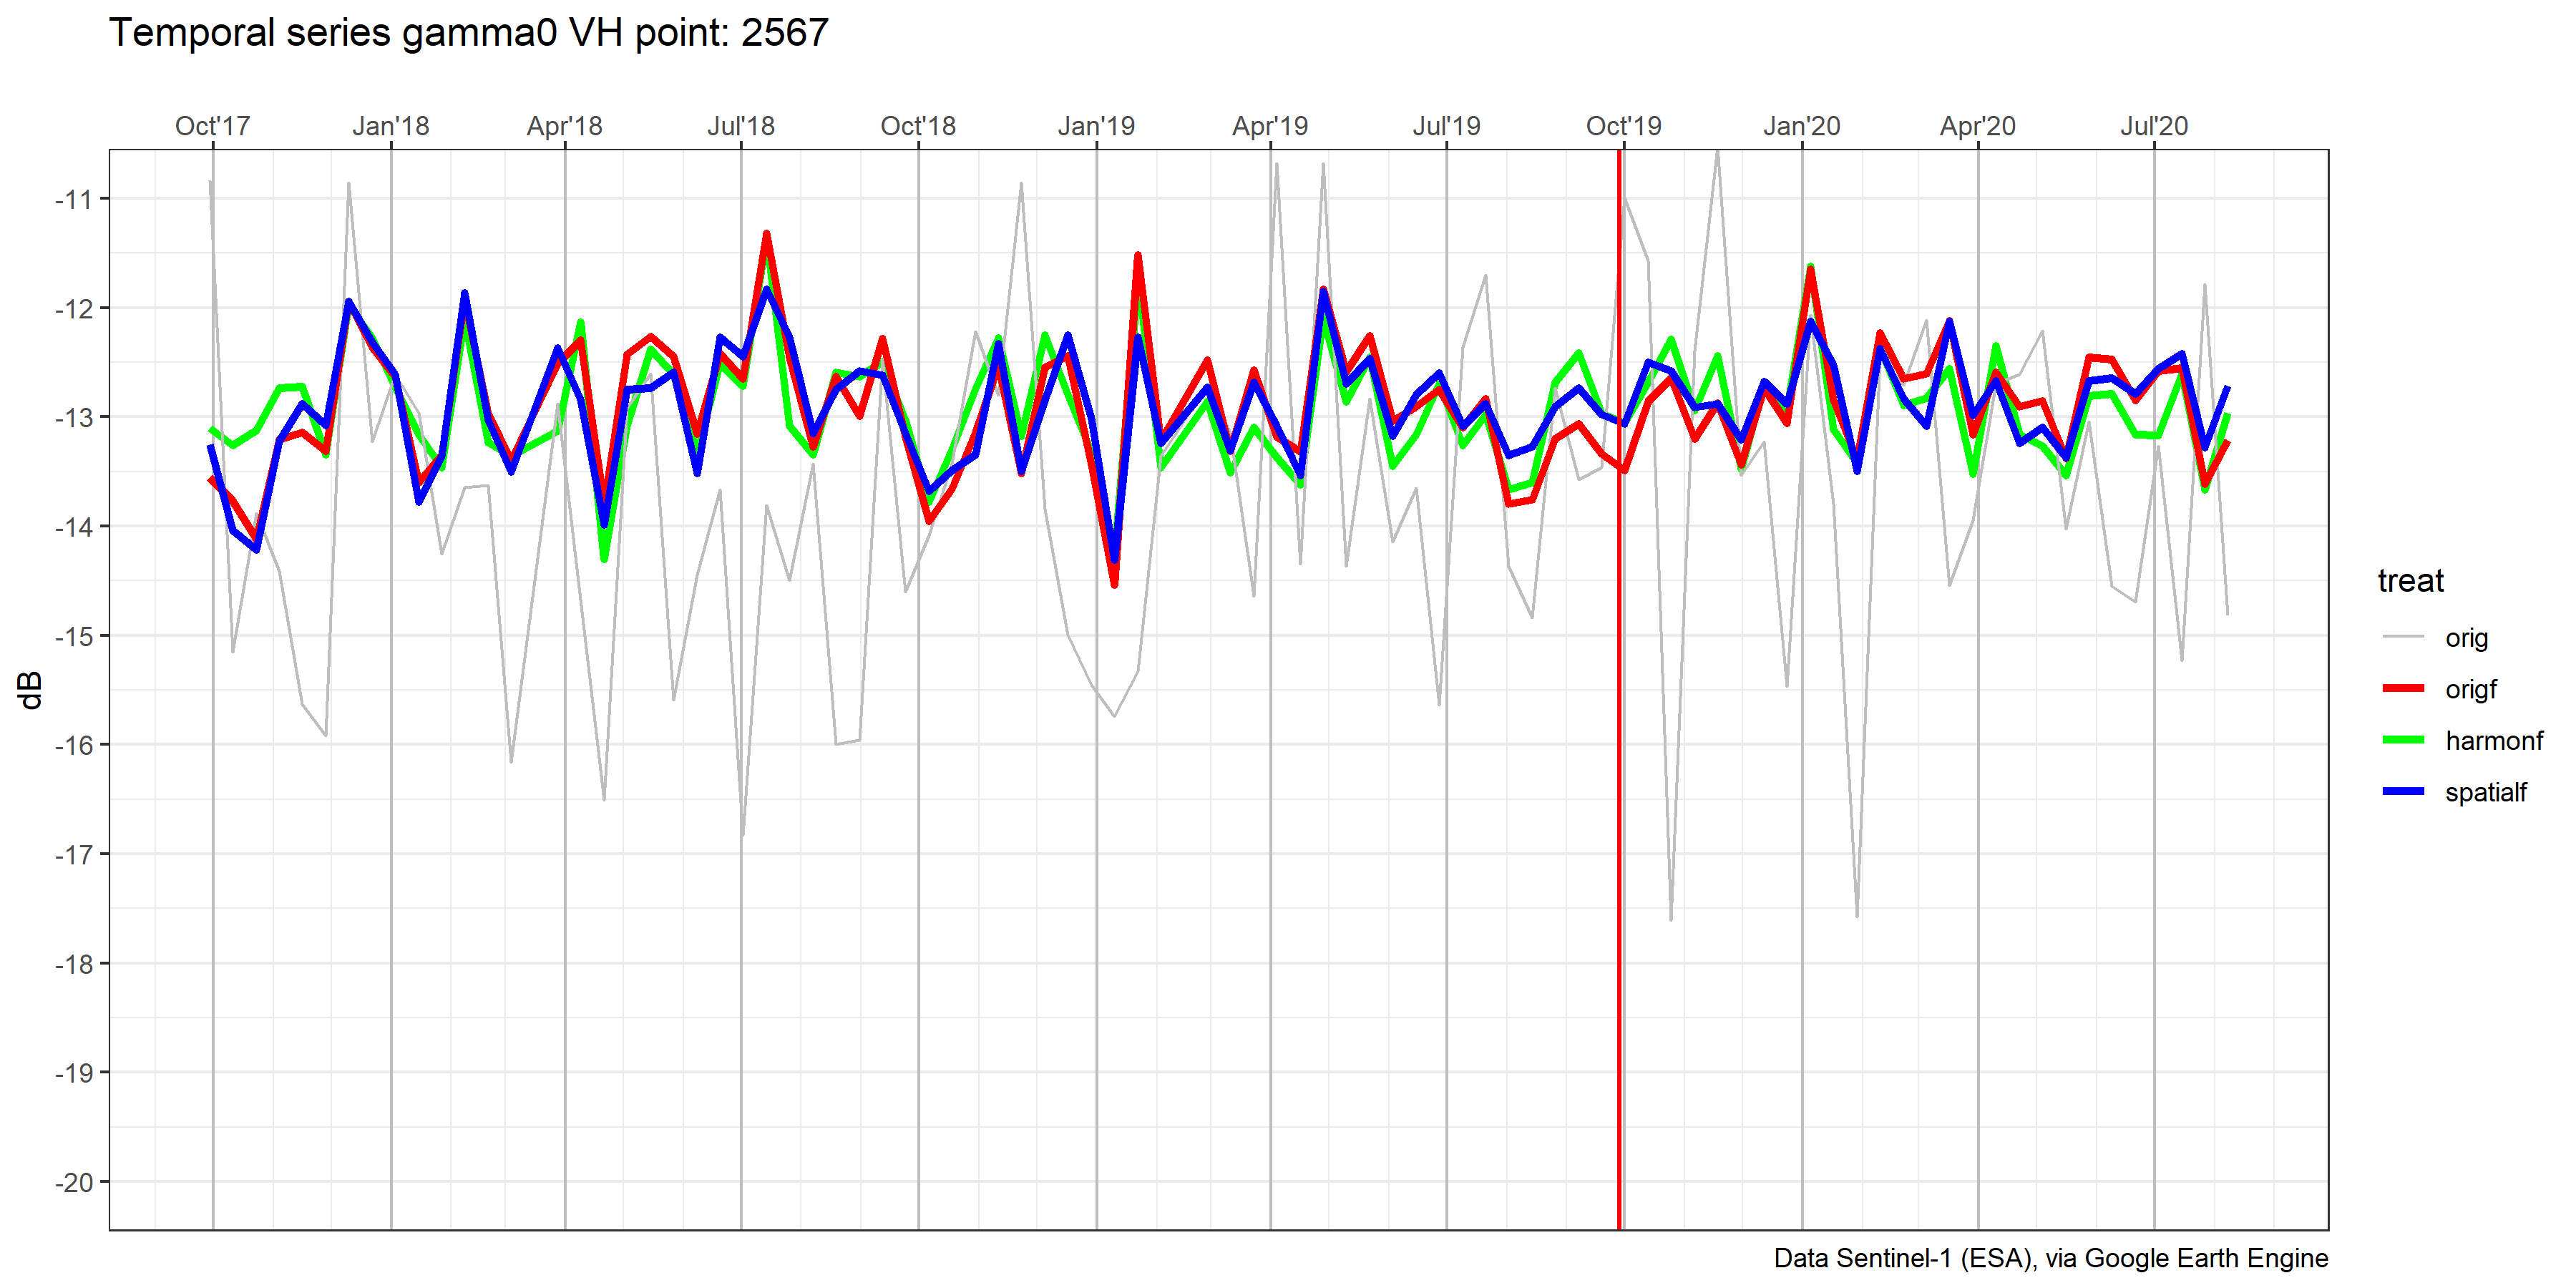 Temporal series gamma0 VH point: 2567
Oct'17 Jan'18 Apr'18 Jul'18 Oct'18 Jan'19 Apr'19 Jul'19 Oct'19 Jan'20 Apr'20 Jul'20
-11
-12
-13
-14
-15
-16
-17
-18
-19
-20
dB
treat
orig
origf
harmonf
spatialf
Data Sentinel-1 (ESA), via Google Earth Engine